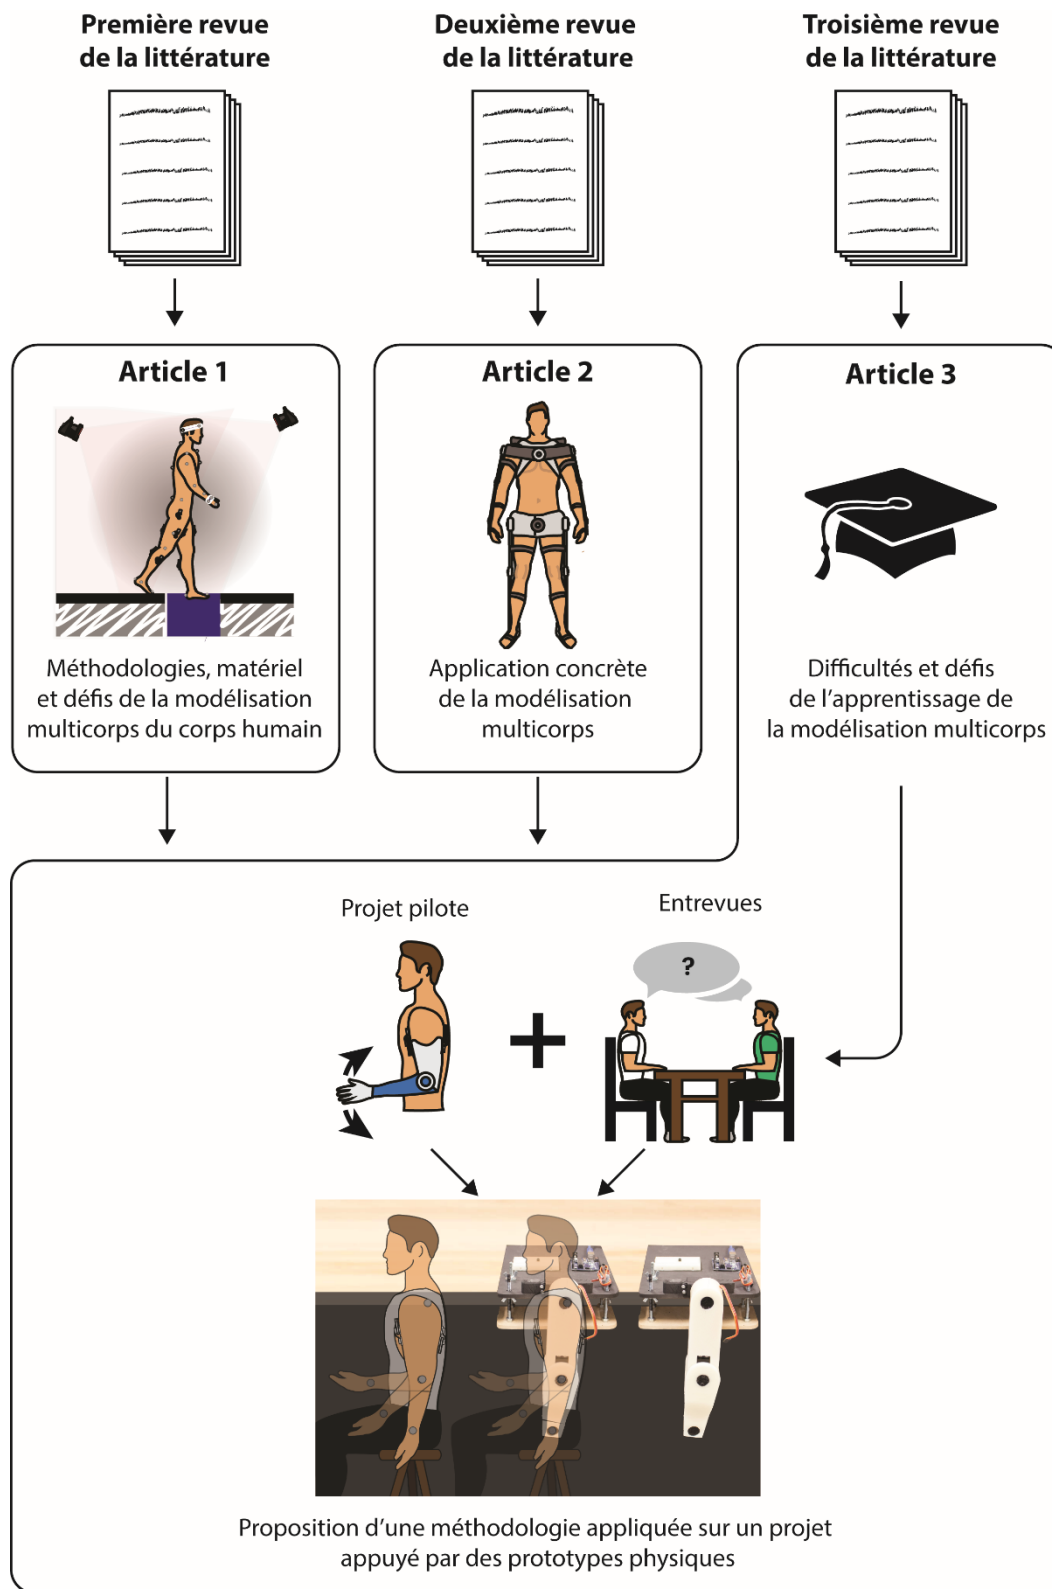 Première revue
de la littérature
Deuxième revue
de la littérature
Troisième revue
de la littérature
Article 1
Méthodologies, matériel
et défis de la modélisation
multicorps du corps humain
Article 2
Application concrète
de la modélisation
multicorps
Article 3
Difficultés et défis
de l'apprentissage de
la modélisation multicorps
Projet pilote
Entrevues
?
Proposition d'une méthodologie appliquée sur un projet
appuyé par des prototypes physiques